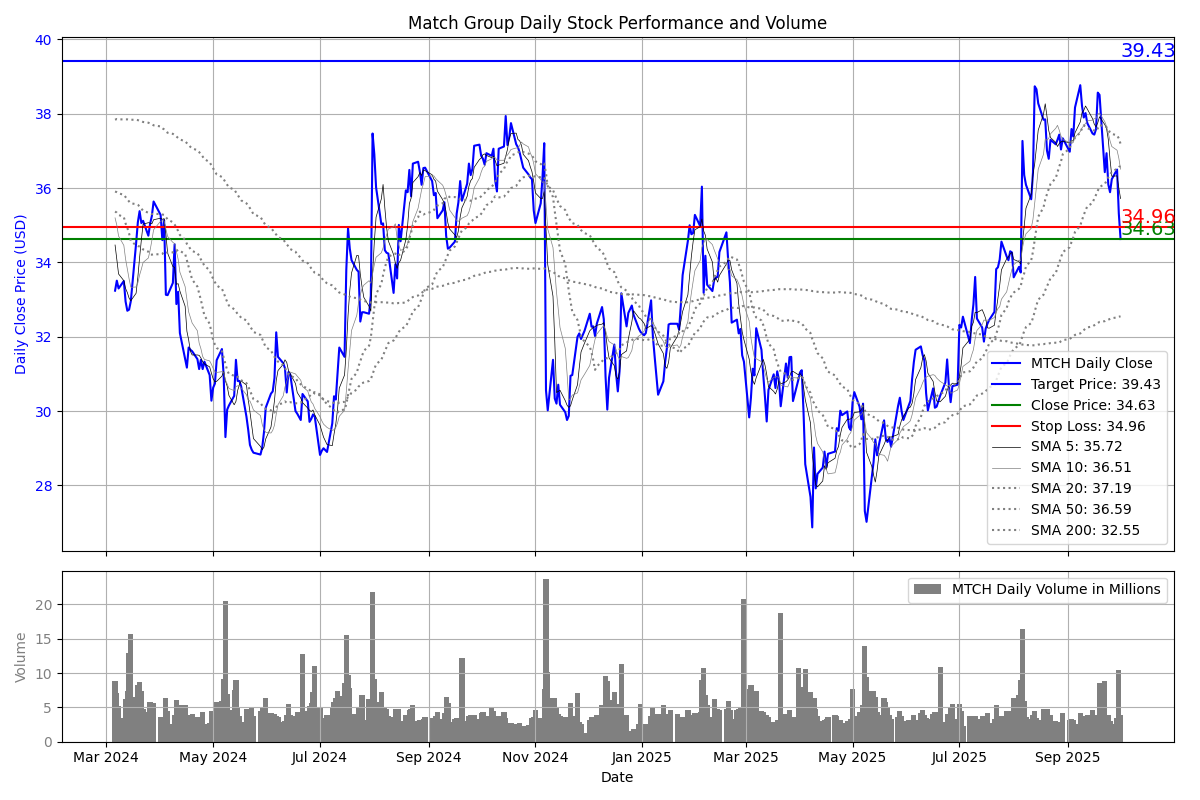 Match Group Daily Stock Performance and Volume
40
38
36
34
32
30
28
Daily Close Price (USD)
39.43
34.96
34.63
MTCH Daily Close
Target Price: 39.43
Close Price: 34.63
Stop Loss: 34.96
SMA 5: 35.72
SMA 10: 36.51
SMA 20: 37.19
SMA 50: 36.59
SMA 200: 32.55
MTCH Daily Volume in Millions
20
15
10
5
0
Volume
Mar 2024
May 2024
Jul 2024
Sep 2024
Nov 2024
Jan 2025
Mar 2025
May 2025
Jul 2025
Sep 2025
Date